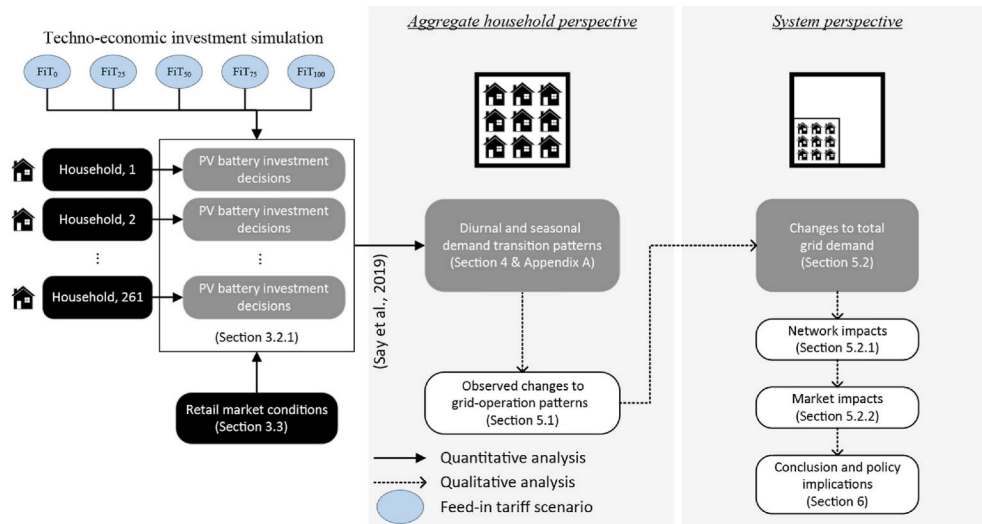 Techno-economic investment simulation
FiT0
FiT25
FiT50
FiT75
FiT100
Household, 1
PV battery investment
decisions
Household, 2
PV battery investment
decisions
⋮
⋮
Household, 261
PV battery investment
decisions
(Section 3.2.1)
Retail market conditions
(Section 3.3)
(Say et al., 2019)
Aggregate household perspective
Diurnal and seasonal
demand transition patterns
(Section 4 & Appendix A)
Observed changes to
grid-operation patterns
(Section 5.1)
System perspective
Changes to total
grid demand
(Section 5.2)
Network impacts
(Section 5.2.1)
Market impacts
(Section 5.2.2)
Conclusion and policy
implications
(Section 6)
Quantitative analysis
Qualitative analysis
Feed-in tariff scenario